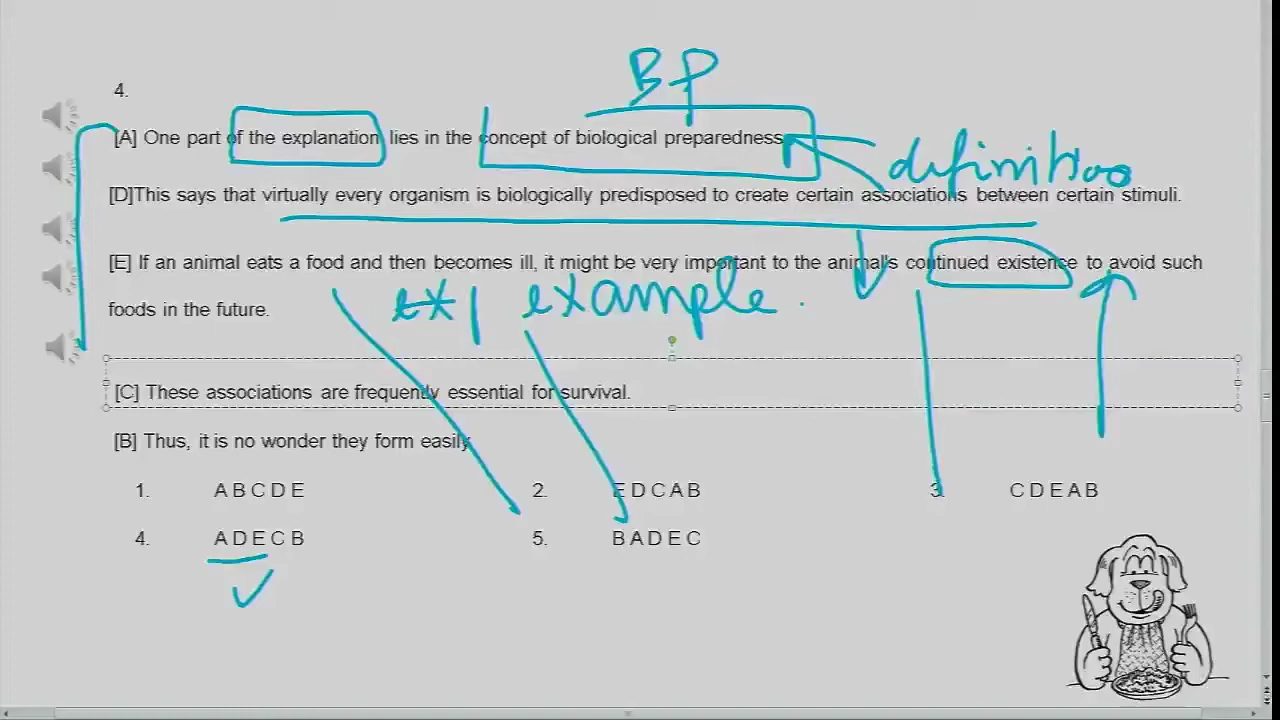 BP
4.
[A] One part of the explanation lies in the concept of biological preparedness
definition
[D]This says that virtually every organism is biologically predisposed to create certain associations between certain stimuli.
[E] If an animal eats a food and then becomes ill, it might be very important to the animal's continued existence to avoid such
foods in the future.
ex example.
[C] These associations are frequently essential for survival.
[B] Thus, it is no wonder they form easily
1. A B C D E 2. E D C A B 3. C D E A B
4. A D E C B 5. B A D E C